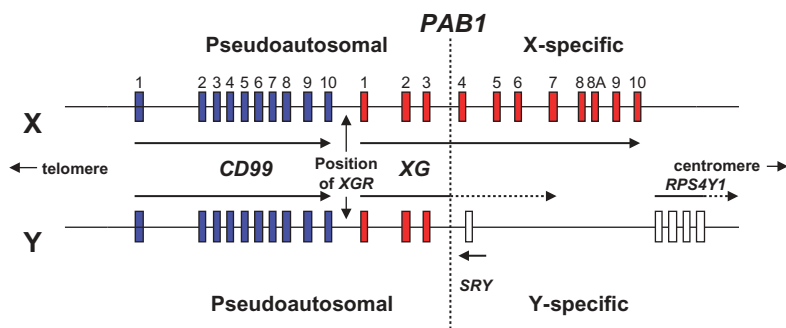 PAB1
Pseudoautosomal X-specific
1 2 3 4 5 6 7 8 9 10 1 2 3 4 5 6 7 8 8A 9 10
X
telomere CD99 Position of XGR XG centromere
RPS4Y1
Y
SRY
Pseudoautosomal Y-specific